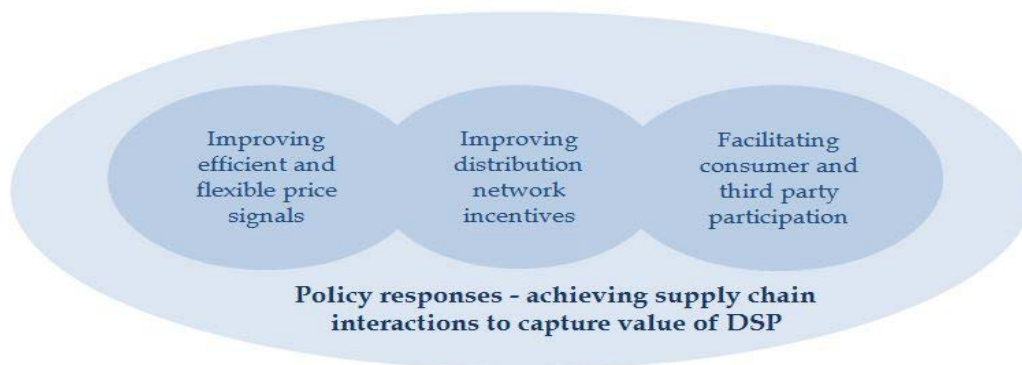 Improving
efficient and
flexible price
signals
Improving
distribution
network
incentives
Facilitating
consumer and
third party
participation
Policy responses - achieving supply chain
interactions to capture value of DSP